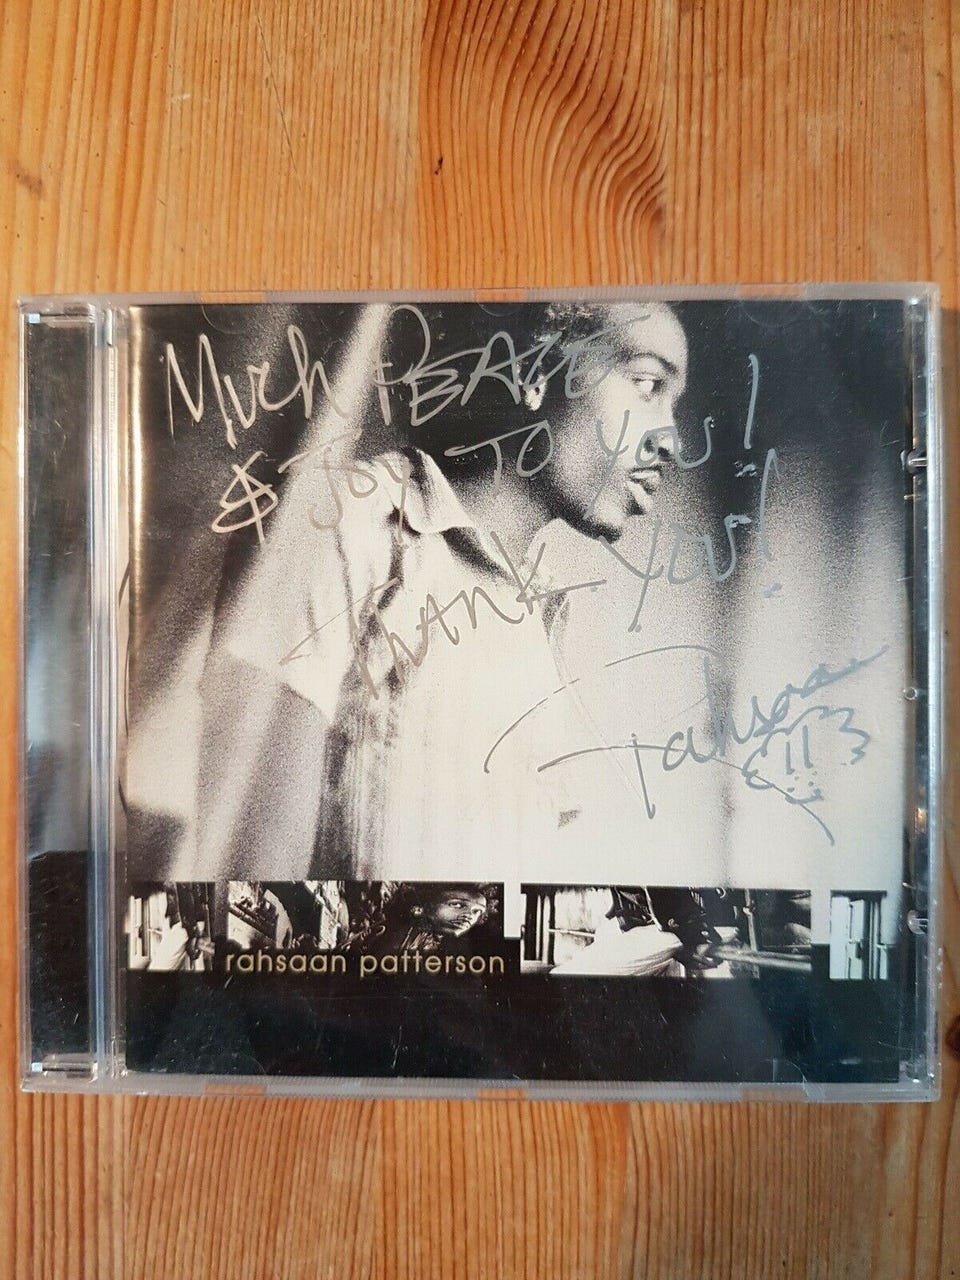 Much PEACE
& Joy TO You!
THANK You!
Rahsaan
rahsaan patterson